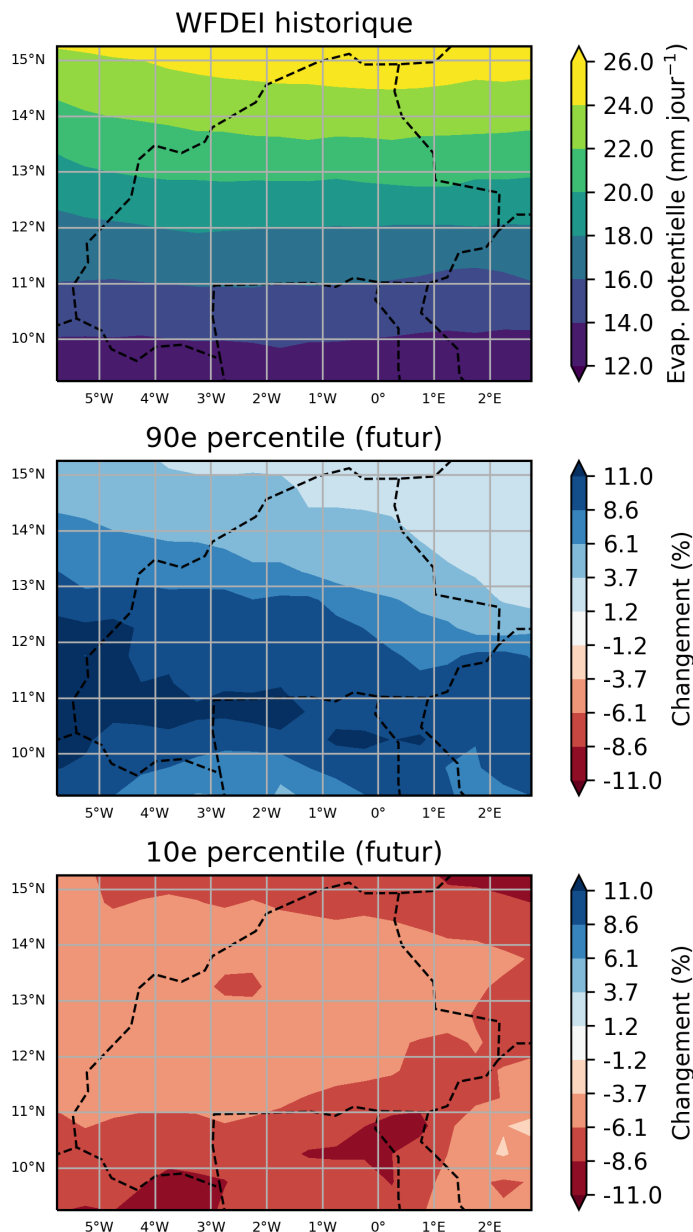 WFDEI historique
15°N
14°N
13°N
12°N
11°N
10°N
5°W 4°W 3°W 2°W 1°W 0° 1°E 2°E
26.0
24.0
22.0
20.0
18.0
16.0
14.0
12.0
Evap. potentielle (mm jour⁻¹)
90e percentile (futur)
15°N
14°N
13°N
12°N
11°N
10°N
5°W 4°W 3°W 2°W 1°W 0° 1°E 2°E
11.0
8.6
6.1
3.7
1.2
-1.2
-3.7
-6.1
-8.6
-11.0
Changement (%)
10e percentile (futur)
15°N
14°N
13°N
12°N
11°N
10°N
5°W 4°W 3°W 2°W 1°W 0° 1°E 2°E
11.0
8.6
6.1
3.7
1.2
-1.2
-3.7
-6.1
-8.6
-11.0
Changement (%)